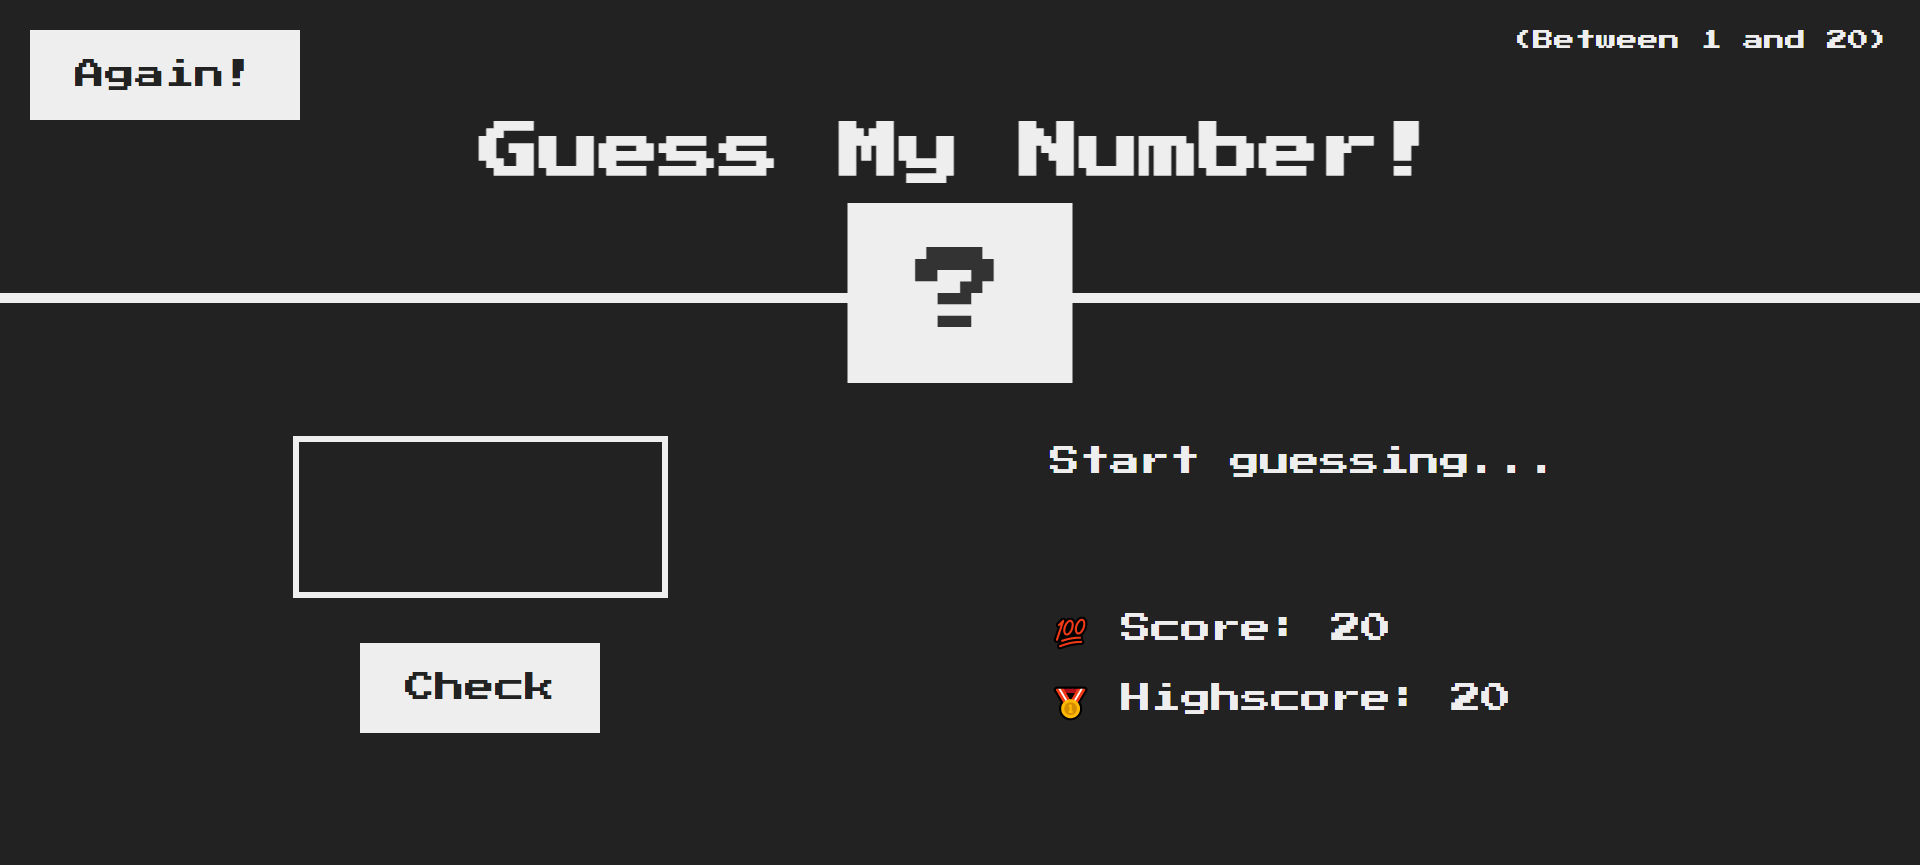 Again!
(Between 1 and 20)
Guess My Number!
?
Start guessing...
Check
💯 Score: 20
🥇 Highscore: 20